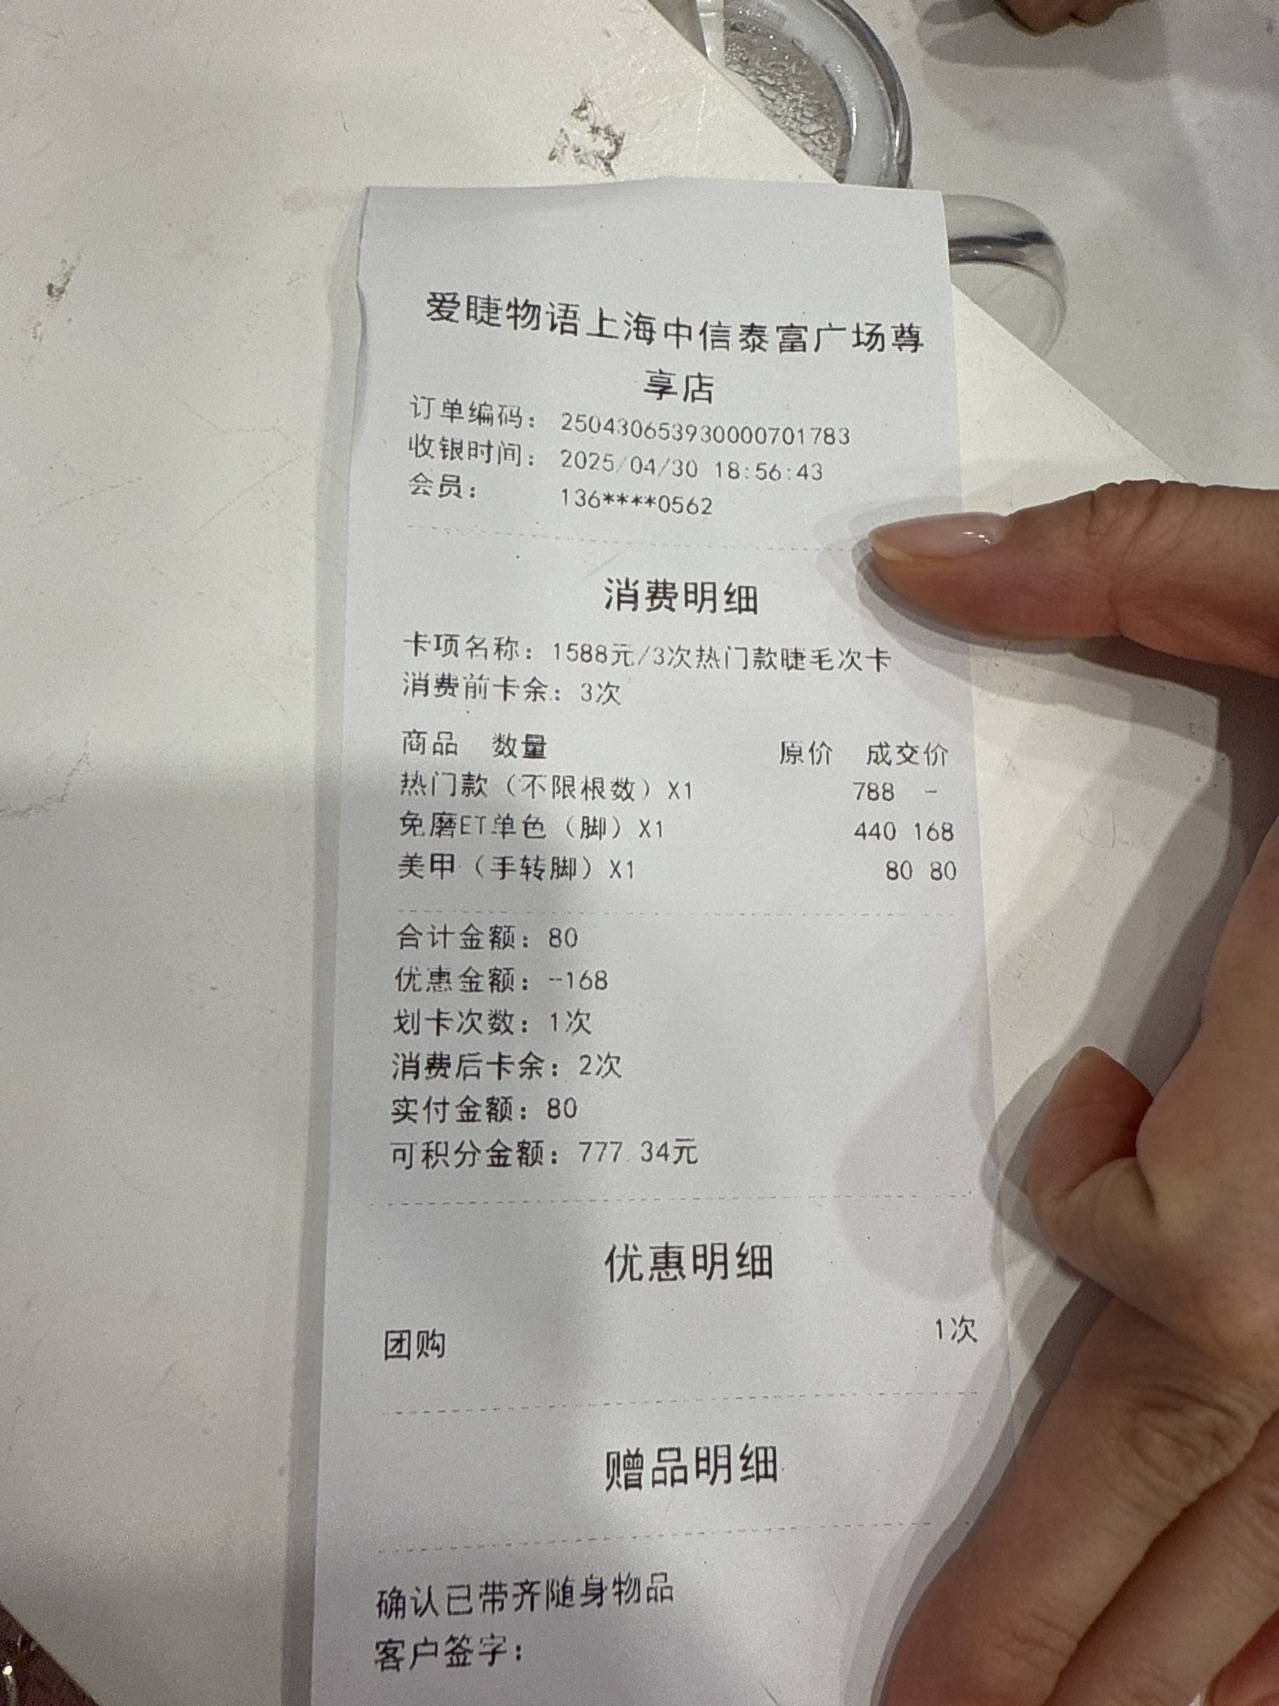 爱睫物语上海中信泰富广场尊
享店
订单编码： 250430653930000701783
收银时间： 2025/04/30 18:56:43
会员： 136****0562
消费明细
卡项名称：1588元/3次热门款睫毛次卡
消费前卡余：3次
商品 数量 原价 成交价
热门款（不限根数）X1 788 -
免磨ET单色（脚）X1 440 168
美甲（手转脚）X1 80 80
合计金额：80
优惠金额：--168
划卡次数：1次
消费后卡余：2次
实付金额：80
可积分金额：777.34元
优惠明细
团购 1次
赠品明细
确认已带齐随身物品
客户签字：